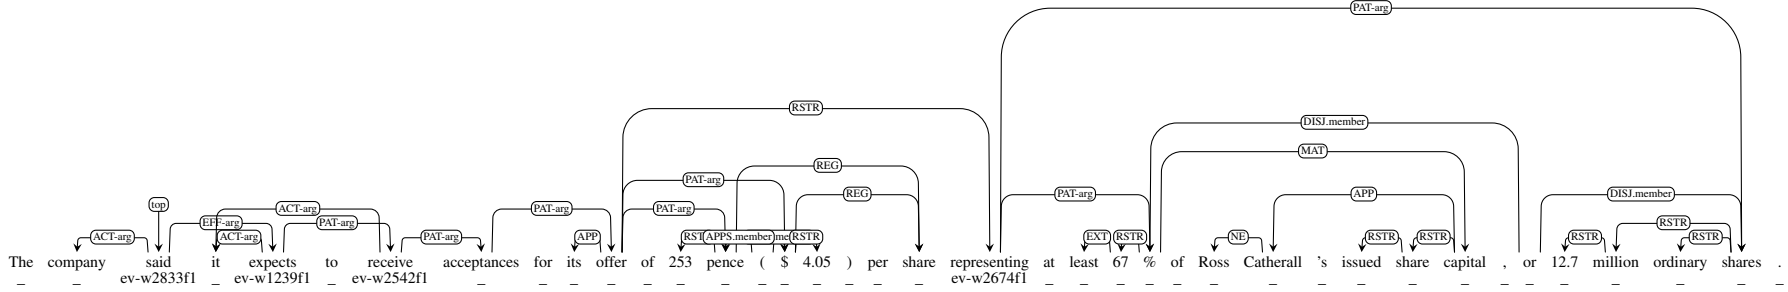 PAT-arg
RSTR
DISJ.member
MAT
REG
PAT-arg
REG PAT-arg APP DISJ.member
top ACT-arg PAT-arg PAT-arg
EFF-arg PAT-arg RSTR
ACT-arg ACT-arg PAT-arg APP APPS.member RSTR EXT RSTR NE RSTR RSTR RSTR RSTR
The company said it expects to receive acceptances for its offer of 253 pence ( $ 4.05 ) per share representing at least 67 % of Ross Catherall 's issued share capital , or 12.7 million ordinary shares .
_ _ ev-w2833f1 _ ev-w1239f1 _ ev-w2542f1 _ _ _ _ _ _ _ _ _ _ _ _ _ ev-w2674f1 _ _ _ _ _ _ _ _ _ _ _ _ _ _ _ _ _ _